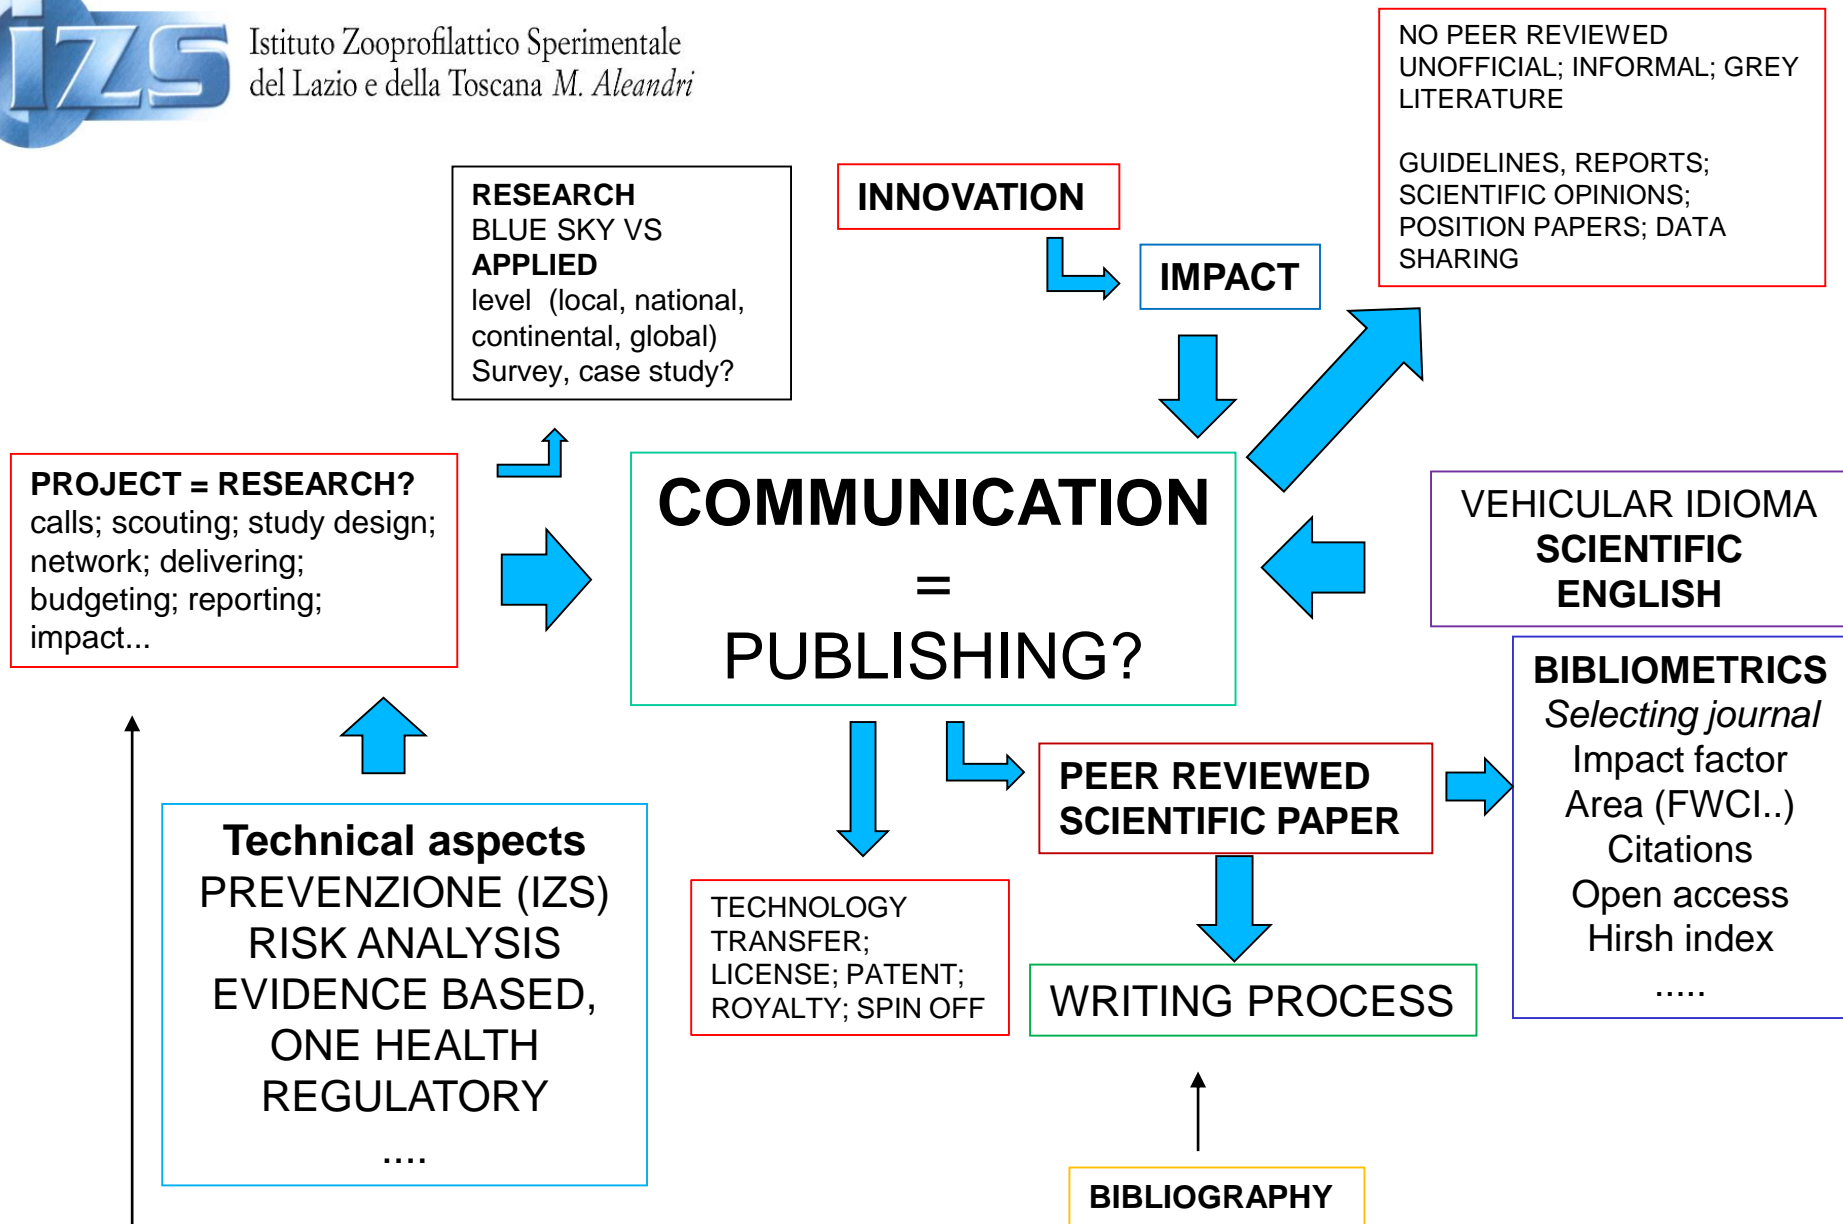 izs
Istituto Zooprofilattico Sperimentale
del Lazio e della Toscana M. Aleandri
NO PEER REVIEWED
UNOFFICIAL; INFORMAL; GREY
LITERATURE
GUIDELINES, REPORTS;
SCIENTIFIC OPINIONS;
POSITION PAPERS; DATA
SHARING
RESEARCH
BLUE SKY VS
APPLIED
level (local, national,
continental, global)
Survey, case study?
INNOVATION
IMPACT
PROJECT = RESEARCH?
calls; scouting; study design;
network; delivering;
budgeting; reporting;
impact...
COMMUNICATION
=
PUBLISHING?
VEHICULAR IDIOMA
SCIENTIFIC
ENGLISH
BIBLIOMETRICS
Selecting journal
Impact factor
Area (FWCI..)
Citations
Open access
Hirsh index
.....
PEER REVIEWED
SCIENTIFIC PAPER
Technical aspects
PREVENZIONE (IZS)
RISK ANALYSIS
EVIDENCE BASED,
ONE HEALTH
REGULATORY
....
TECHNOLOGY
TRANSFER;
LICENSE; PATENT;
ROYALTY; SPIN OFF
WRITING PROCESS
BIBLIOGRAPHY